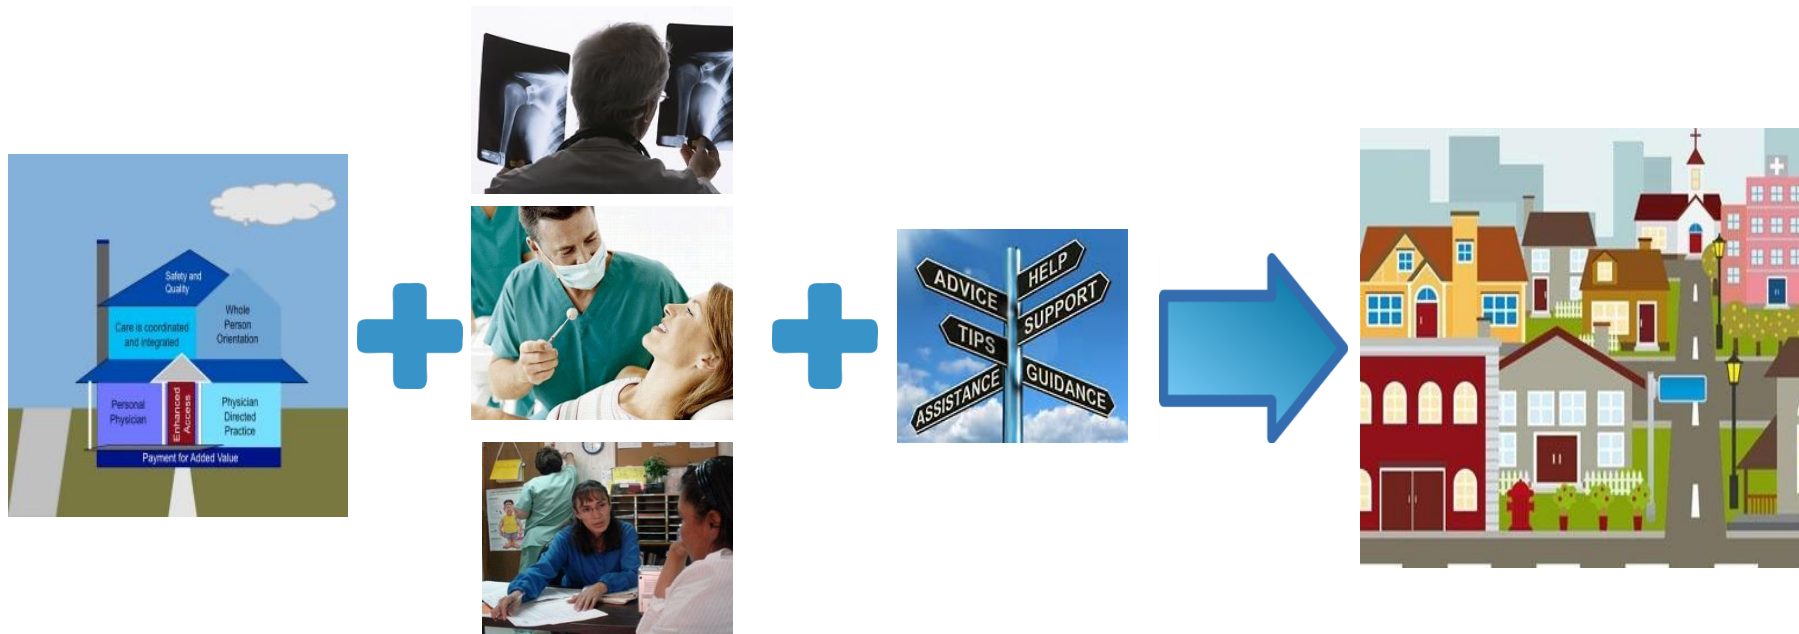 Safety and
Quality
Care is coordinated
and integrated
Whole
Person
Orientation
Personal
Physician
Enhanced
Access
Physician
Directed
Practice
Payment for Added Value
ADVICE
HELP
SUPPORT
TIPS
ASSISTANCE
GUIDANCE